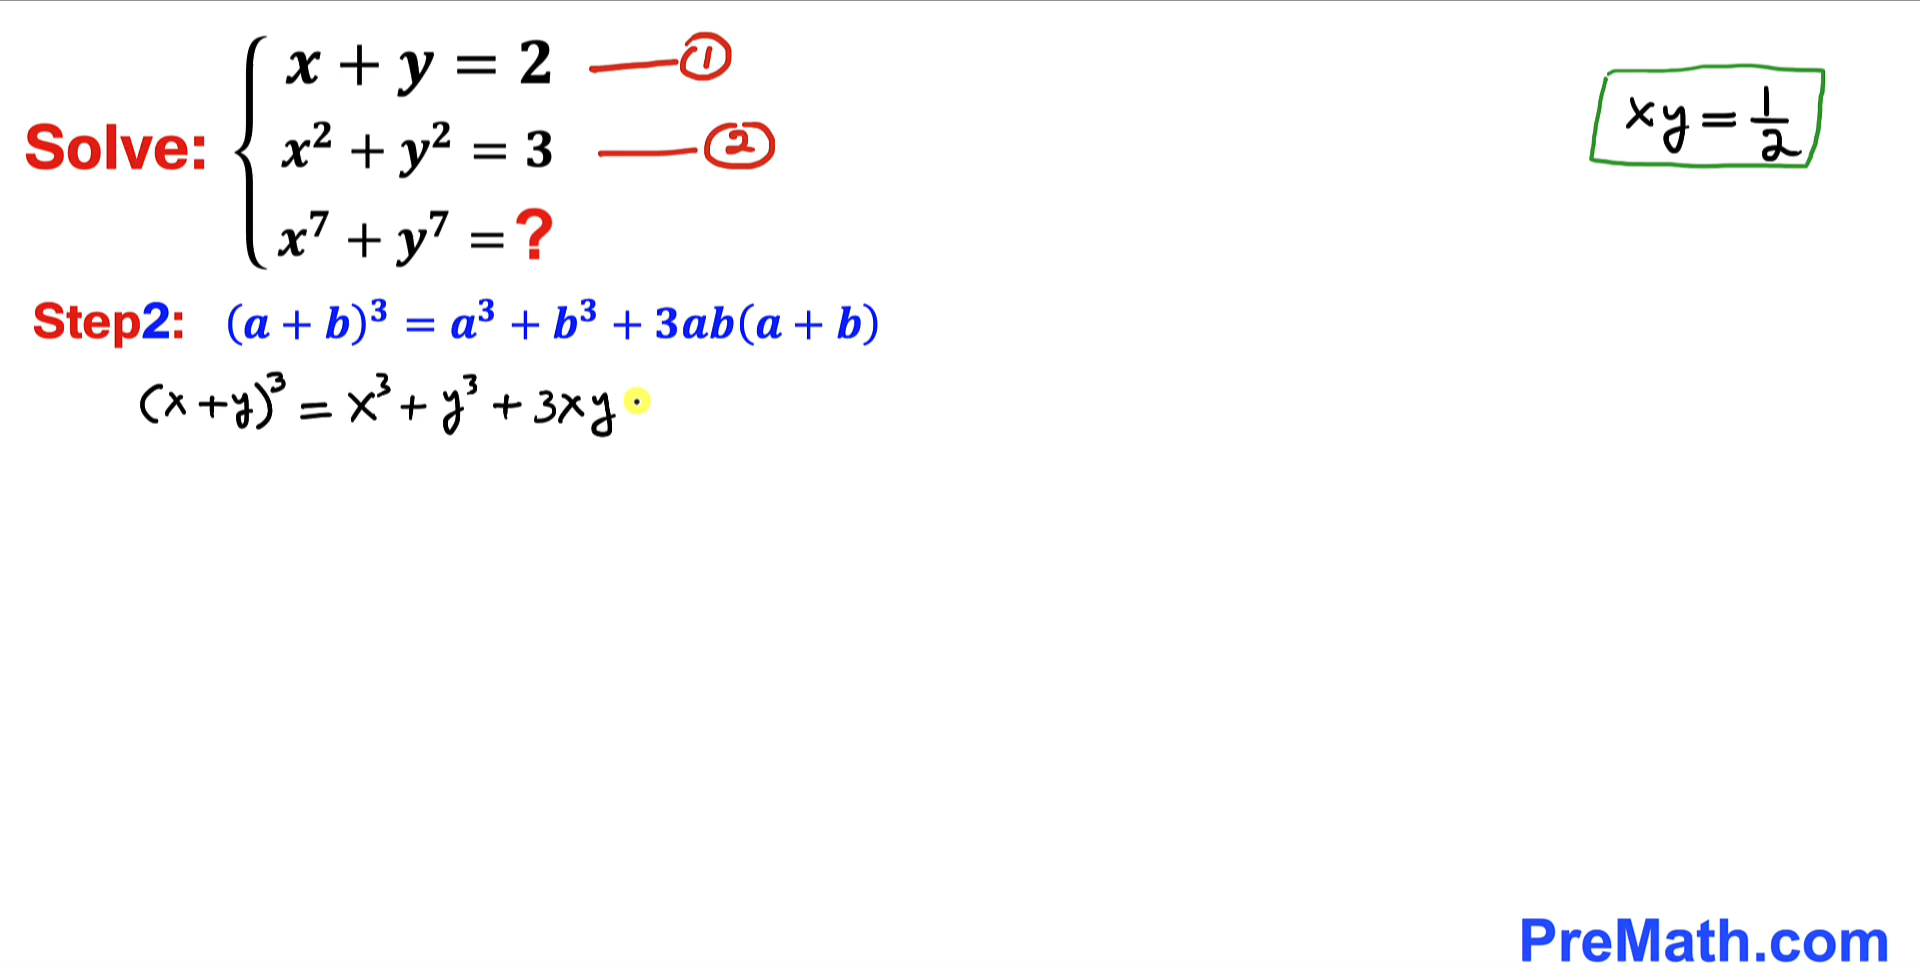 x + y = 2 —①
Solve: x² + y² = 3 —②
x⁷ + y⁷ = ?
xy = 1/2
Step2: (a + b)³ = a³ + b³ + 3ab(a + b)
(x + y)³ = x³ + y³ + 3xy
PreMath.com